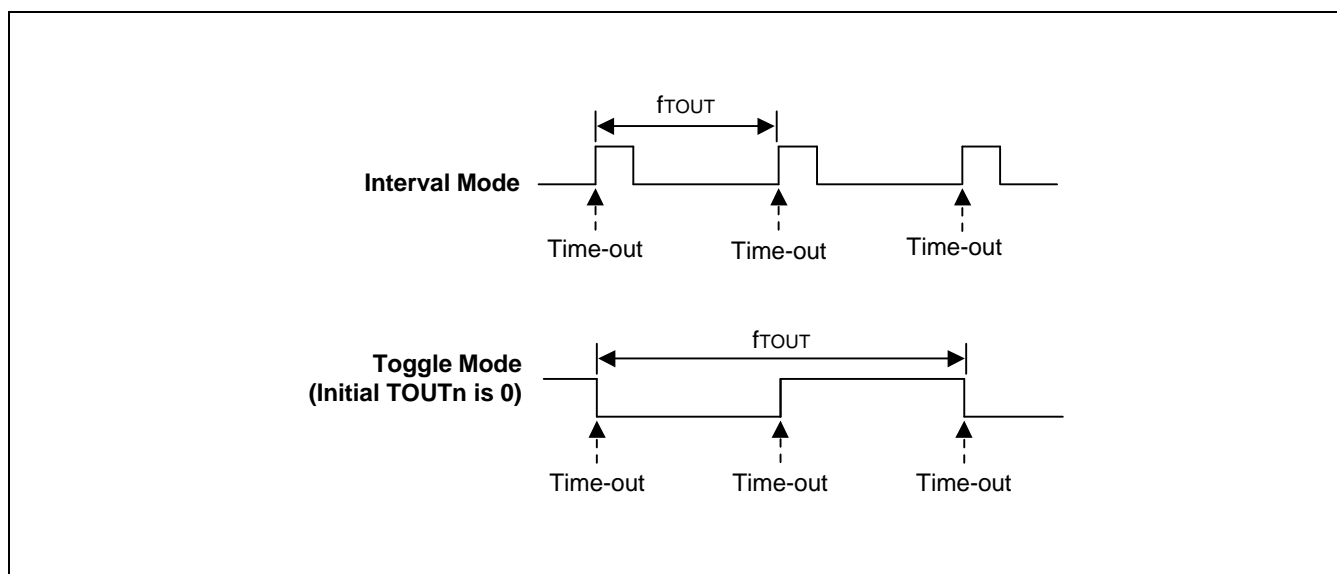 fTOUT
Interval Mode
Time-out Time-out Time-out
fTOUT
Toggle Mode
(Initial TOUTn is 0)
Time-out Time-out Time-out